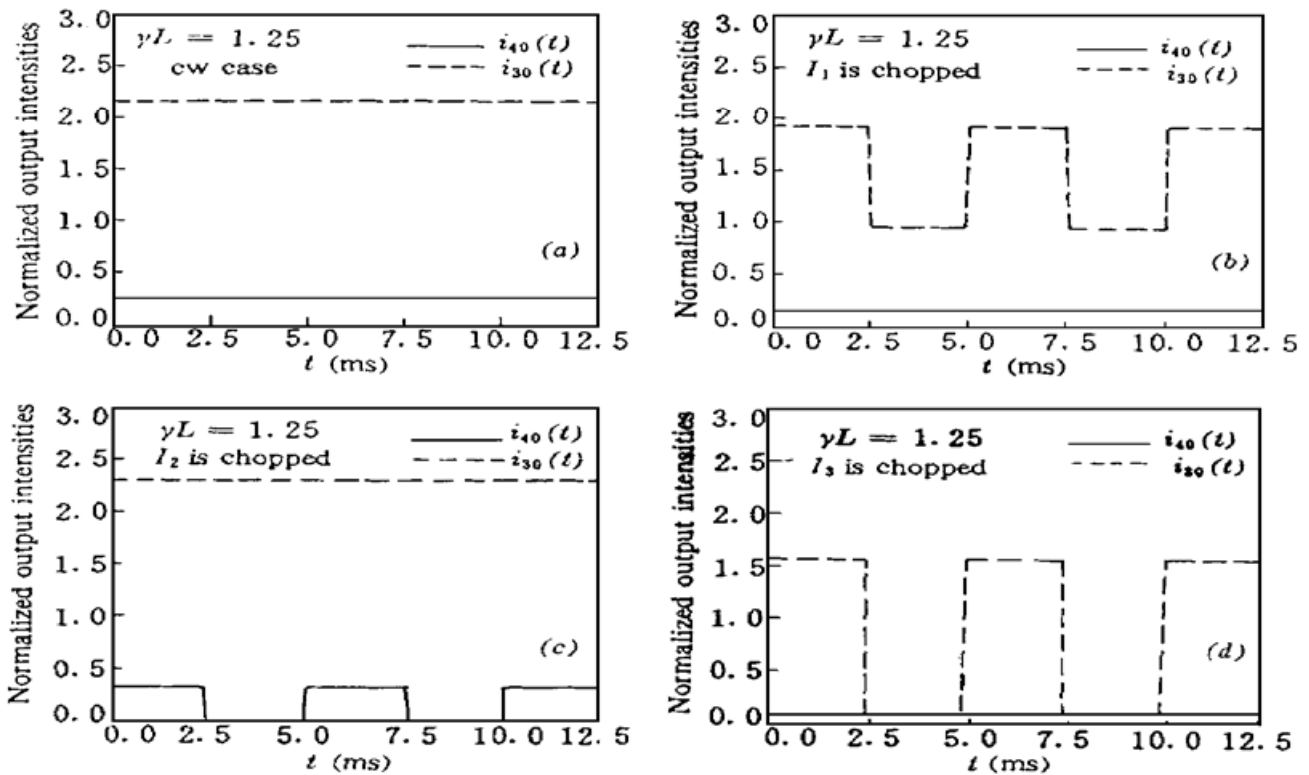 Normalized output intensities
3. 0
2. 5
2. 0
1. 5
1. 0
0. 5
0. 0
γL = 1. 25
cw case
i₄₀(t)
i₃₀(t)
(a)
0. 0 2. 5 5. 0 7. 5 10. 0 12. 5
t (ms)
Normalized output intensities
3. 0
2. 5
2. 0
1. 5
1. 0
0. 5
0. 0
γL = 1. 25
I₁ is chopped
i₄₀(t)
i₃₀(t)
(b)
0. 0 2. 5 5. 0 7. 5 10. 0 12. 5
t (ms)
Normalized output intensities
3. 0
2. 5
2. 0
1. 5
1. 0
0. 5
0. 0
γL = 1. 25
I₂ is chopped
i₄₀(t)
i₃₀(t)
(c)
0. 0 2. 5 5. 0 7. 5 10. 0 12. 5
t (ms)
Normalized output intensities
3. 0
2. 5
2. 0
1. 5
1. 0
0. 5
0. 0
γL = 1. 25
I₃ is chopped
i₄₀(t)
i₃₀(t)
(d)
0. 0 2. 5 5. 0 7. 5 10. 0 12. 5
t (ms)